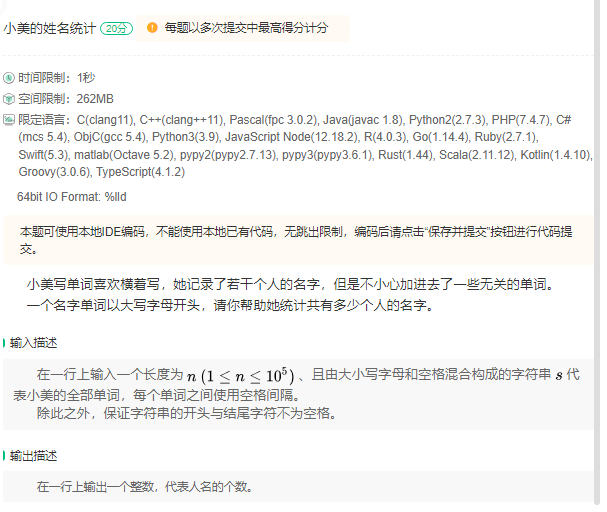 小美的姓名统计 20分 每题以多次提交中最高得分计分
时间限制：1秒
空间限制：262MB
限定语言：C(clang11), C++(clang++11), Pascal(fpc 3.0.2), Java(javac 1.8), Python2(2.7.3), PHP(7.4.7), C#
(mcs 5.4), ObjC(gcc 5.4), Python3(3.9), JavaScript Node(12.18.2), R(4.0.3), Go(1.14.4), Ruby(2.7.1),
Swift(5.3), matlab(Octave 5.2), pypy2(pypy2.7.13), pypy3(pypy3.6.1), Rust(1.44), Scala(2.11.12), Kotlin(1.4.10),
Groovy(3.0.6), TypeScript(4.1.2)
64bit IO Format: %lld
本题可使用本地IDE编码，不能使用本地已有代码，无跳出限制，编码后请点击“保存并提交”按钮进行代码提
交。
小美写单词喜欢横着写，她记录了若干个人的名字，但是不小心加进去了一些无关的单词。
一个名字单词以大写字母开头，请你帮助她统计共有多少个人的名字。
输入描述
在一行上输入一个长度为 n (1 ≤ n ≤ 10⁵) 、且由大小写字母和空格混合构成的字符串 s 代
表小美的全部单词，每个单词之间使用空格间隔。
除此之外，保证字符串的开头与结尾字符不为空格。
输出描述
在一行上输出一个整数，代表人名的个数。